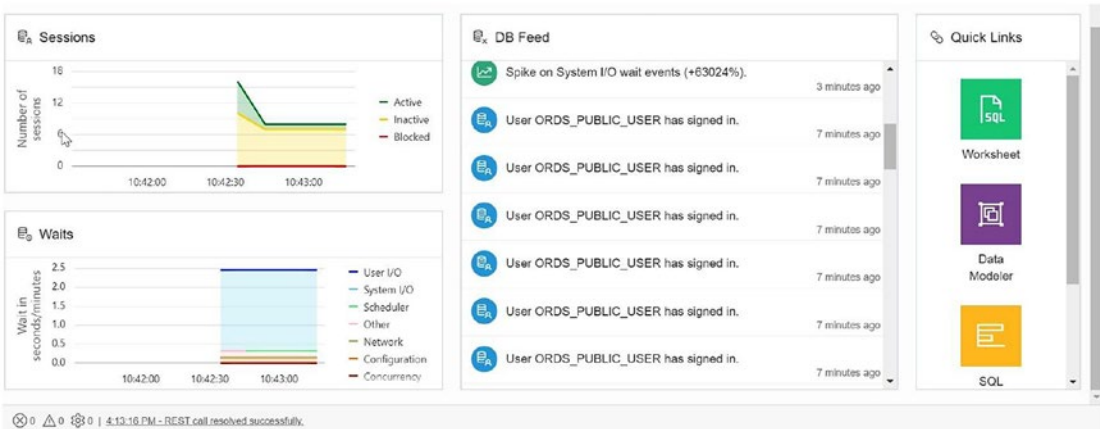 Sessions
Number of sessions
18
12
6
0
10:42:00 10:42:30 10:43:00
Active
Inactive
Blocked
Waits
Wait in seconds/minutes
2.5
2.0
1.5
1.0
0.5
0.0
10:42:00 10:42:30 10:43:00
User I/O
System I/O
Scheduler
Other
Network
Configuration
Concurrency
DB Feed
Spike on System I/O wait events (+63024%).
3 minutes ago
User ORDS_PUBLIC_USER has signed in.
7 minutes ago
User ORDS_PUBLIC_USER has signed in.
7 minutes ago
User ORDS_PUBLIC_USER has signed in.
7 minutes ago
User ORDS_PUBLIC_USER has signed in.
7 minutes ago
User ORDS_PUBLIC_USER has signed in.
7 minutes ago
User ORDS_PUBLIC_USER has signed in.
7 minutes ago
Quick Links
SQL
Worksheet
Data
Modeler
SQL
0 0 0 | 4:13:16 PM - REST call resolved successfully.